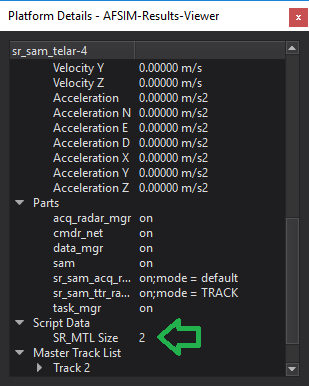 Platform Details - AFSIM-Results-Viewer
sr_sam_telar-4
Velocity Y 0.00000 m/s
Velocity Z 0.00000 m/s
Acceleration 0.00000 m/s2
Acceleration N 0.00000 m/s2
Acceleration E 0.00000 m/s2
Acceleration D 0.00000 m/s2
Acceleration X 0.00000 m/s2
Acceleration Y 0.00000 m/s2
Acceleration Z 0.00000 m/s2
Parts
acq_radar_mgr on
cmdr_net on
data_mgr on
sam on
sr_sam_acq_r... on;mode = default
sr_sam_ttr_ra... on;mode = TRACK
task_mgr on
Script Data
SR_MTL Size 2
Master Track List
Track 2